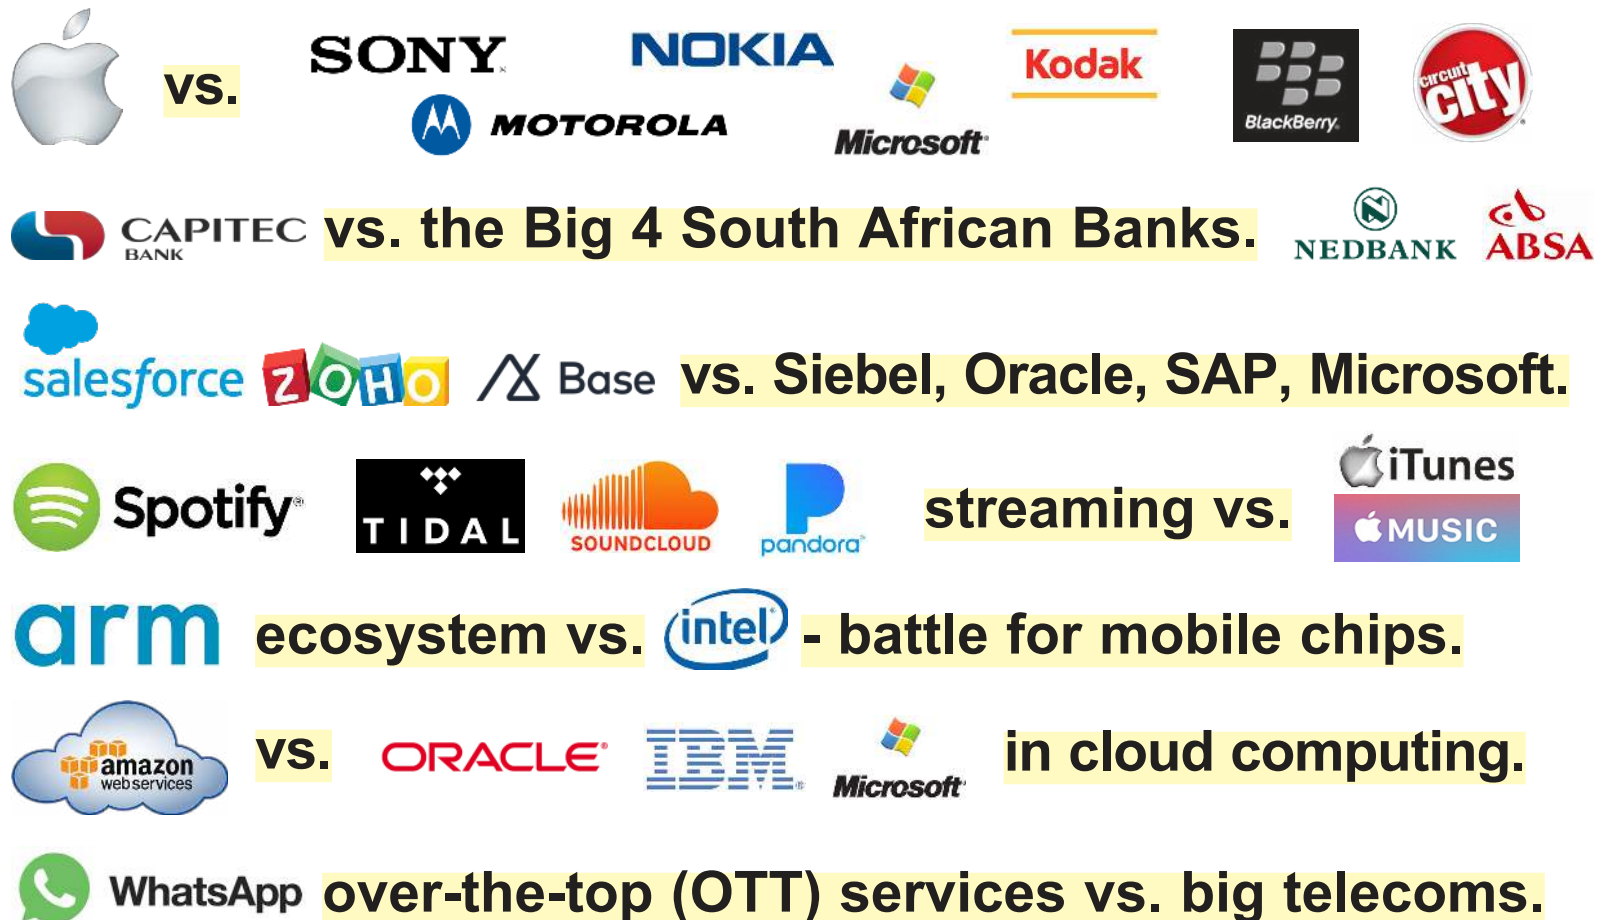 vs. SONY NOKIA Microsoft Kodak BlackBerry circuit city
MOTOROLA
CAPITEC BANK vs. the Big 4 South African Banks. NEDBANK ABSA
salesforce ZOHO Base vs. Siebel, Oracle, SAP, Microsoft.
Spotify TIDAL SOUNDCLOUD pandora streaming vs. iTunes MUSIC
arm ecosystem vs. intel - battle for mobile chips.
amazon webservices vs. ORACLE IBM Microsoft in cloud computing.
WhatsApp over-the-top (OTT) services vs. big telecoms.